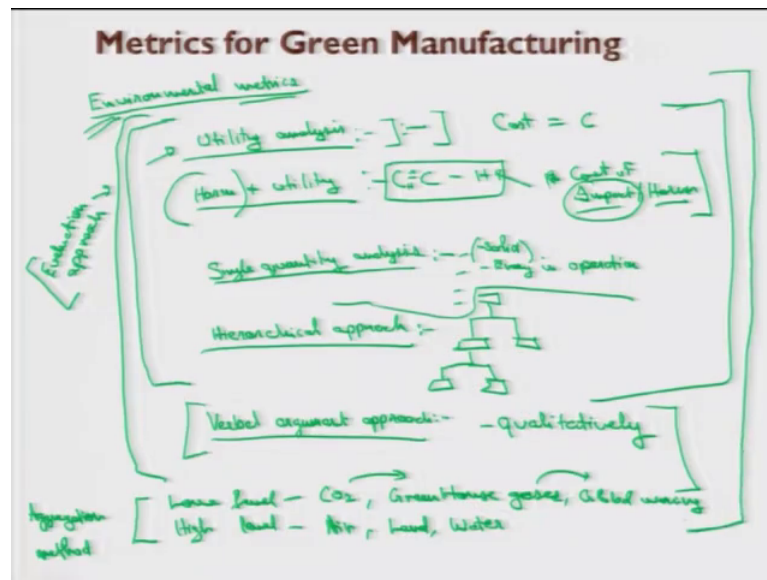 Metrics for Green Manufacturing
Environmental metrics
Evaluation approach
Utility analysis :- ] :- ] Cost = C
(Harm) + utility :- C = C - H Cost of Impact / Harm
Single quantity analysis :- (-solid)
- Energy in operation
Hierarchical approach :-
Verbal argument approach :- - qualitatively
Aggregation method
Lower level - CO2, Green House gases, Global warming
High level - Air, Land, Water